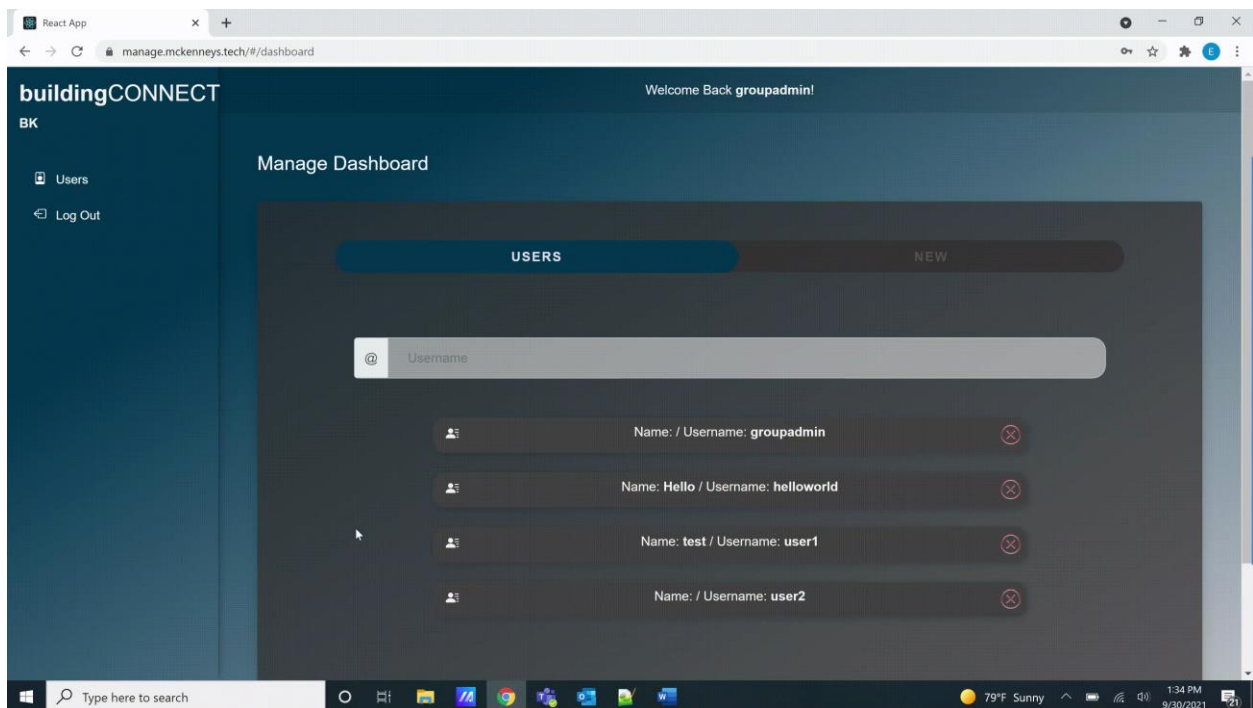 React App
manage.mckenneys.tech/#/dashboard
E
buildingCONNECT
BK
Welcome Back groupadmin!
Users
Log Out
Manage Dashboard
USERS
NEW
@ Username
Name: / Username: groupadmin
Name: Hello / Username: helloworld
Name: test / Username: user1
Name: / Username: user2
Type here to search
79°F Sunny
1:34 PM
9/30/2021
21